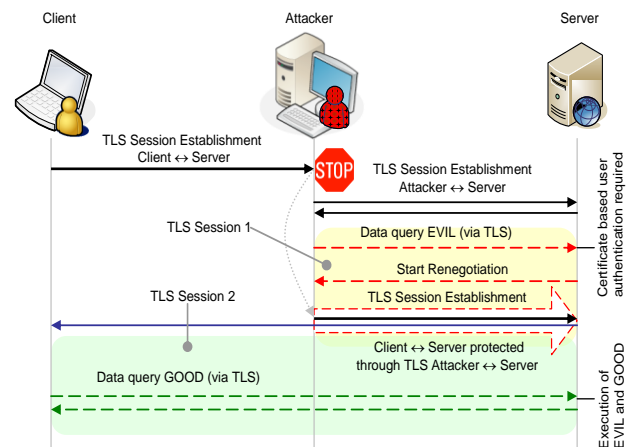 Client
Attacker
Server
TLS Session Establishment
Client ↔ Server
STOP
TLS Session Establishment
Attacker ↔ Server
TLS Session 1
Data query EVIL (via TLS)
Start Renegotiation
TLS Session 2
TLS Session Establishment
Client ↔ Server protected
through TLS Attacker ↔ Server
Data query GOOD (via TLS)
Certificate based user
authentication required
Execution of
EVIL and GOOD